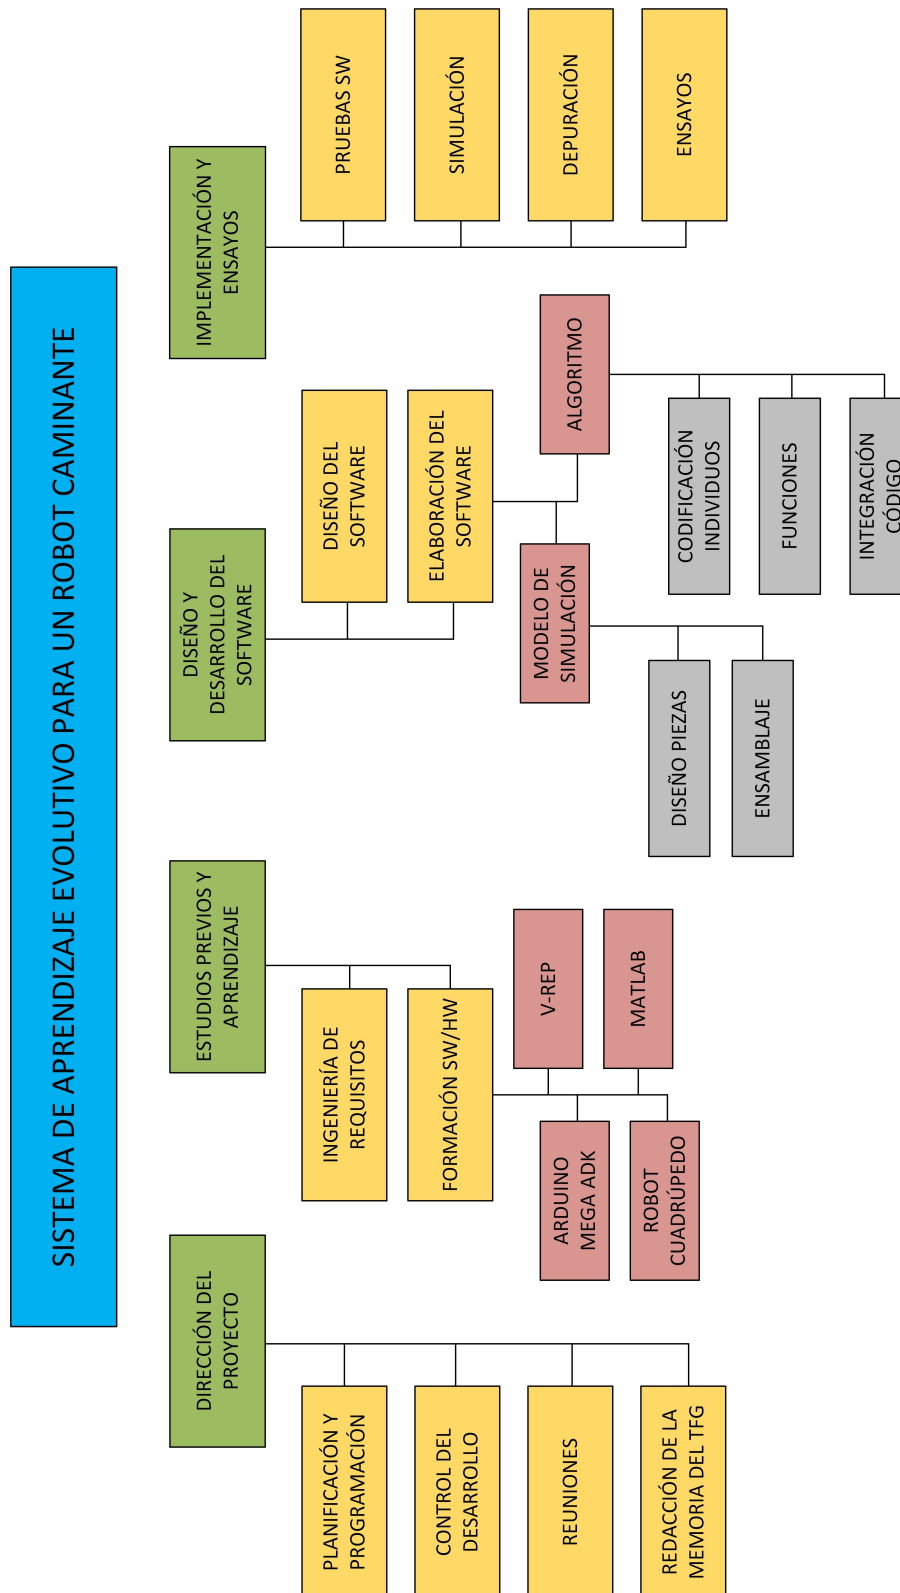 SISTEMA DE APRENDIZAJE EVOLUTIVO PARA UN ROBOT CAMINANTE
DIRECCIÓN DEL
PROYECTO
PLANIFICACIÓN Y
PROGRAMACIÓN
CONTROL DEL
DESARROLLO
REUNIONES
REDACCIÓN DE LA
MEMORIA DEL TFG
ESTUDIOS PREVIOS Y
APRENDIZAJE
INGENIERÍA DE
REQUISITOS
FORMACIÓN SW/HW
V-REP
ARDUINO
MEGA ADK
MATLAB
ROBOT
CUADRÚPEDO
DISEÑO Y
DESARROLLO DEL
SOFTWARE
DISEÑO DEL
SOFTWARE
ELABORACIÓN DEL
SOFTWARE
MODELO DE
SIMULACIÓN
DISEÑO PIEZAS
ENSAMBLAJE
ALGORITMO
CODIFICACIÓN
INDIVIDUOS
FUNCIONES
INTEGRACIÓN
CÓDIGO
IMPLEMENTACIÓN Y
ENSAYOS
PRUEBAS SW
SIMULACIÓN
DEPURACIÓN
ENSAYOS